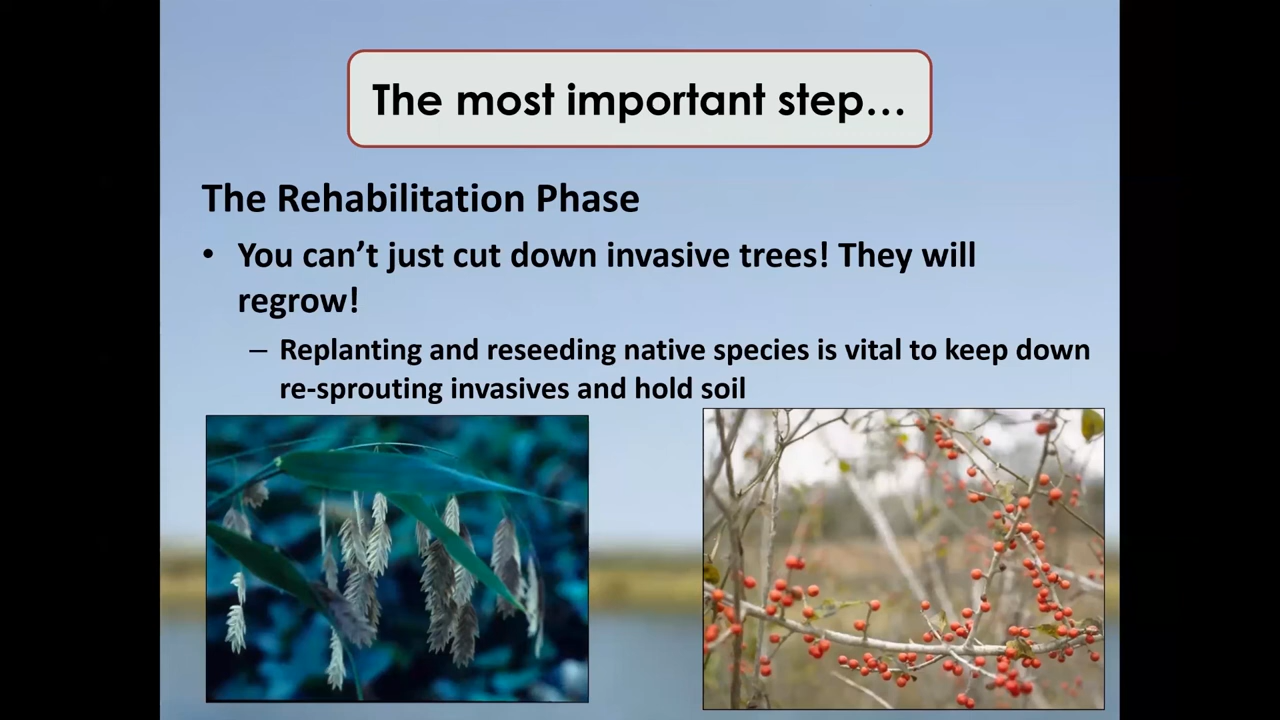 The most important step…
The Rehabilitation Phase
• You can’t just cut down invasive trees! They will
regrow!
– Replanting and reseeding native species is vital to keep down
re-sprouting invasives and hold soil